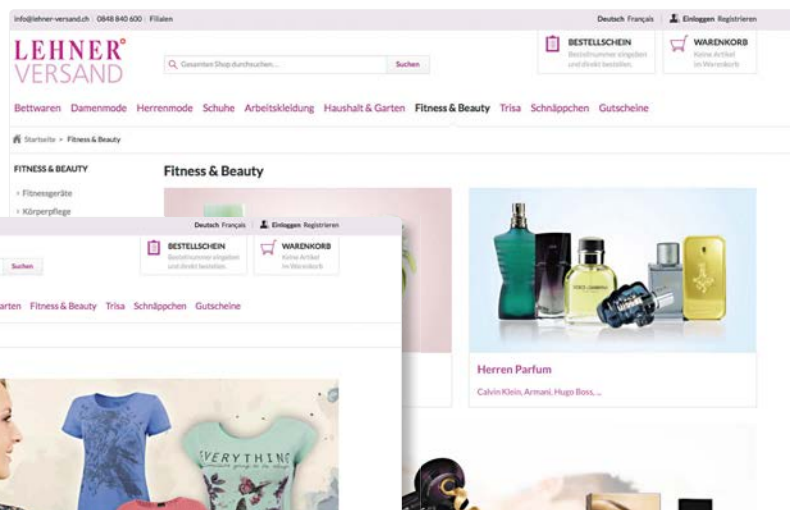 info@lehner-versand.ch | 0848 840 600 | Filialen
Deutsch Français
Einloggen Registrieren
LEHNER
VERSAND
Gesamten Shop durchsuchen...
Suchen
BESTELLSCHEIN
Bestellnummer eingeben
und direkt bestellen.
WARENKORB
Keine Artikel
im Warenkorb
Bettwaren Damenmode Herrenmode Schuhe Arbeitskleidung Haushalt & Garten Fitness & Beauty Trisa Schnäppchen Gutscheine
Startseite > Fitness & Beauty
FITNESS & BEAUTY
› Fitnessgeräte
› Körperpflege
Fitness & Beauty
Herren Parfum
Calvin Klein, Armani, Hugo Boss, ...
Deutsch Français
Einloggen Registrieren
Suchen
BESTELLSCHEIN
Bestellnummer eingeben
und direkt bestellen.
WARENKORB
Keine Artikel
im Warenkorb
arten Fitness & Beauty Trisa Schnäppchen Gutscheine
EVERYTHING